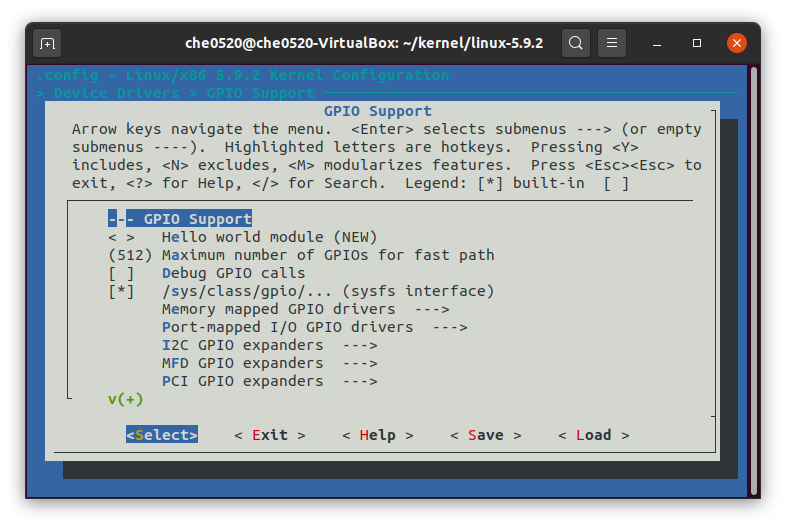 che0520@che0520-VirtualBox: ~/kernel/linux-5.9.2
.config - Linux/x86 5.9.2 Kernel Configuration
> Device Drivers > GPIO Support
GPIO Support
Arrow keys navigate the menu.  <Enter> selects submenus ---> (or empty
submenus ----).  Highlighted letters are hotkeys.  Pressing <Y>
includes, <N> excludes, <M> modularizes features.  Press <Esc><Esc> to
exit, <?> for Help, </> for Search.  Legend: [*] built-in  [ ]
--- GPIO Support
< >   Hello world module (NEW)
(512) Maximum number of GPIOs for fast path
[ ]   Debug GPIO calls
[*]   /sys/class/gpio/... (sysfs interface)
Memory mapped GPIO drivers  --->
Port-mapped I/O GPIO drivers  --->
I2C GPIO expanders  --->
MFD GPIO expanders  --->
PCI GPIO expanders  --->
v(+)
<Select>    < Exit >    < Help >    < Save >    < Load >